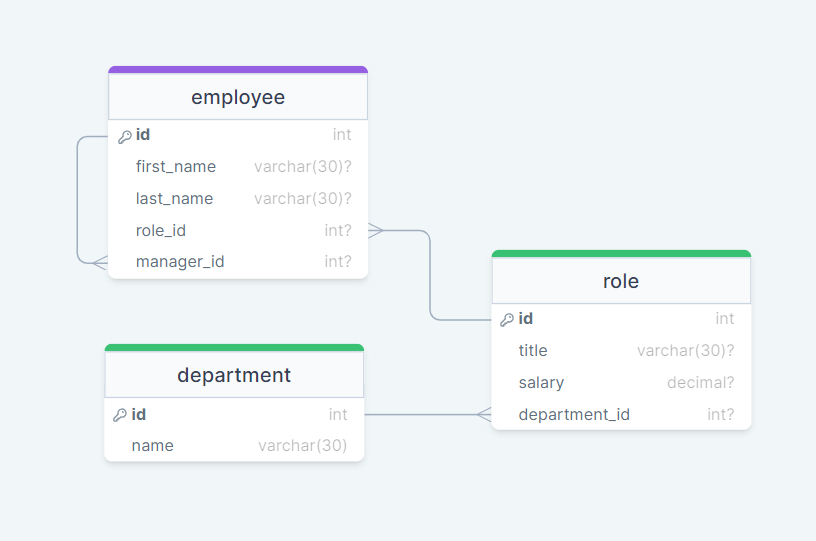 employee
id int
first_name varchar(30)?
last_name varchar(30)?
role_id int?
manager_id int?
role
id int
title varchar(30)?
salary decimal?
department_id int?
department
id int
name varchar(30)